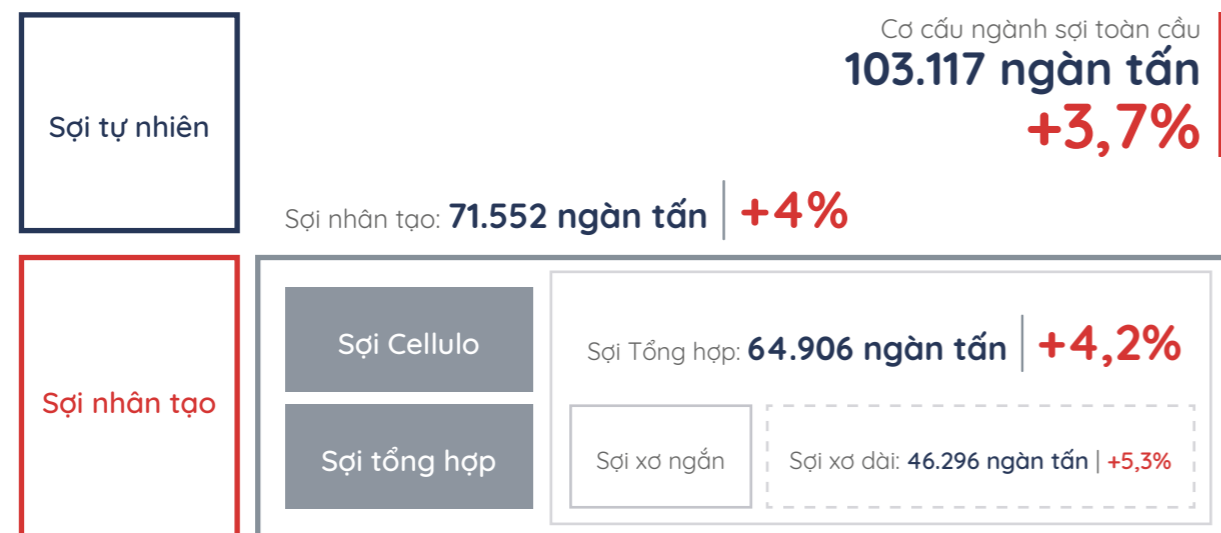 Cơ cấu ngành sợi toàn cầu
103.117 ngàn tấn
+3,7%
Sợi tự nhiên
Sợi nhân tạo: 71.552 ngàn tấn | +4%
Sợi nhân tạo
Sợi Cellulo
Sợi Tổng hợp: 64.906 ngàn tấn | +4,2%
Sợi tổng hợp
Sợi xơ ngắn
Sợi xơ dài: 46.296 ngàn tấn | +5,3%